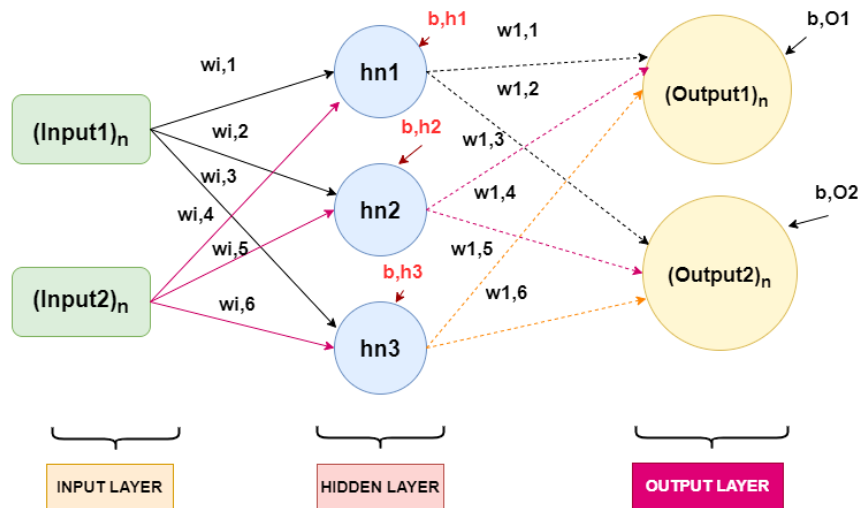 b,h1
w1,1
b,O1
wi,1
hn1
(Output1)n
w1,2
(Input1)n
wi,2
b,h2
w1,3
wi,3
hn2
w1,4
b,O2
wi,4
wi,5
w1,5
(Input2)n
b,h3
(Output2)n
wi,6
w1,6
hn3
INPUT LAYER
HIDDEN LAYER
OUTPUT LAYER